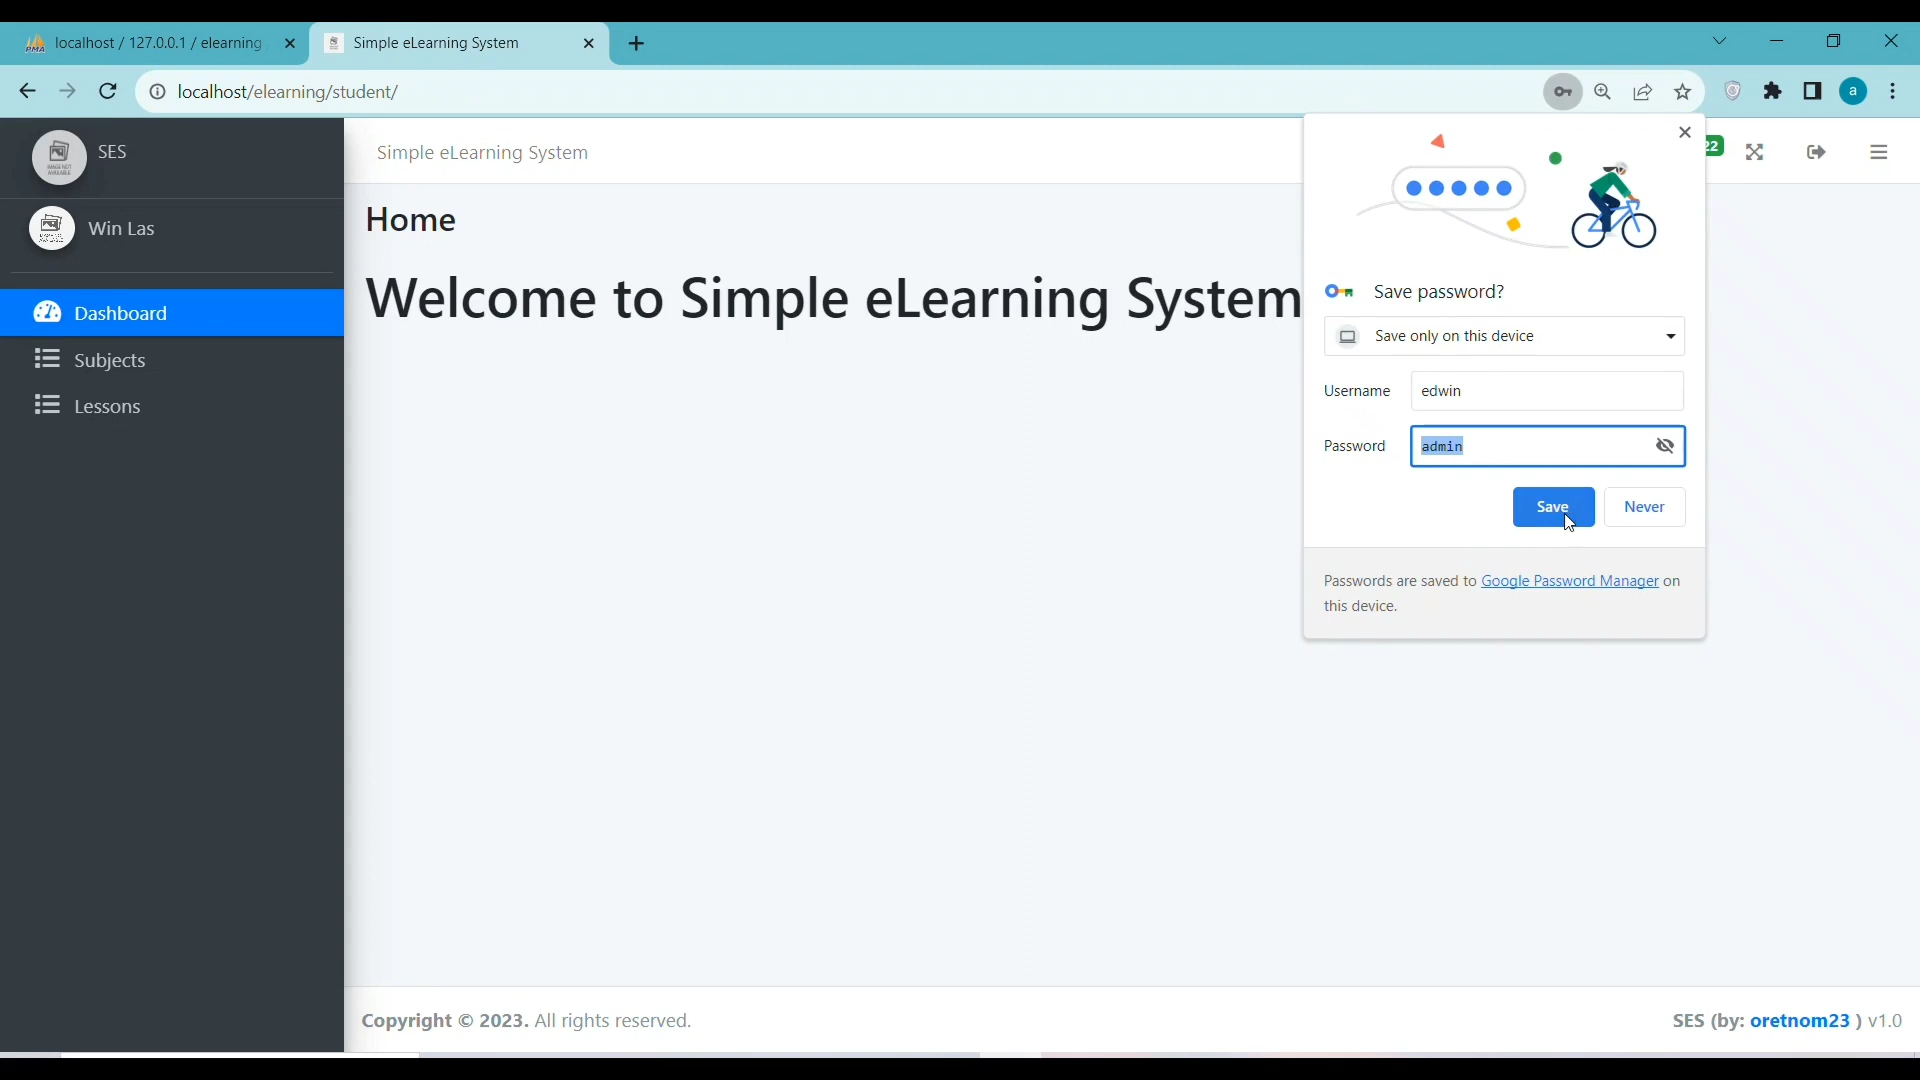 localhost / 127.0.0.1 / elearning
Simple eLearning System
localhost/elearning/student/
a
SES
Simple eLearning System
22
Win Las
Home
Welcome to Simple eLearning System
Dashboard
Subjects
Lessons
Save password?
Save only on this device
Username edwin
Password admin
Save Never
Passwords are saved to Google Password Manager on
this device.
Copyright © 2023. All rights reserved.
SES (by: oretnom23 ) v1.0